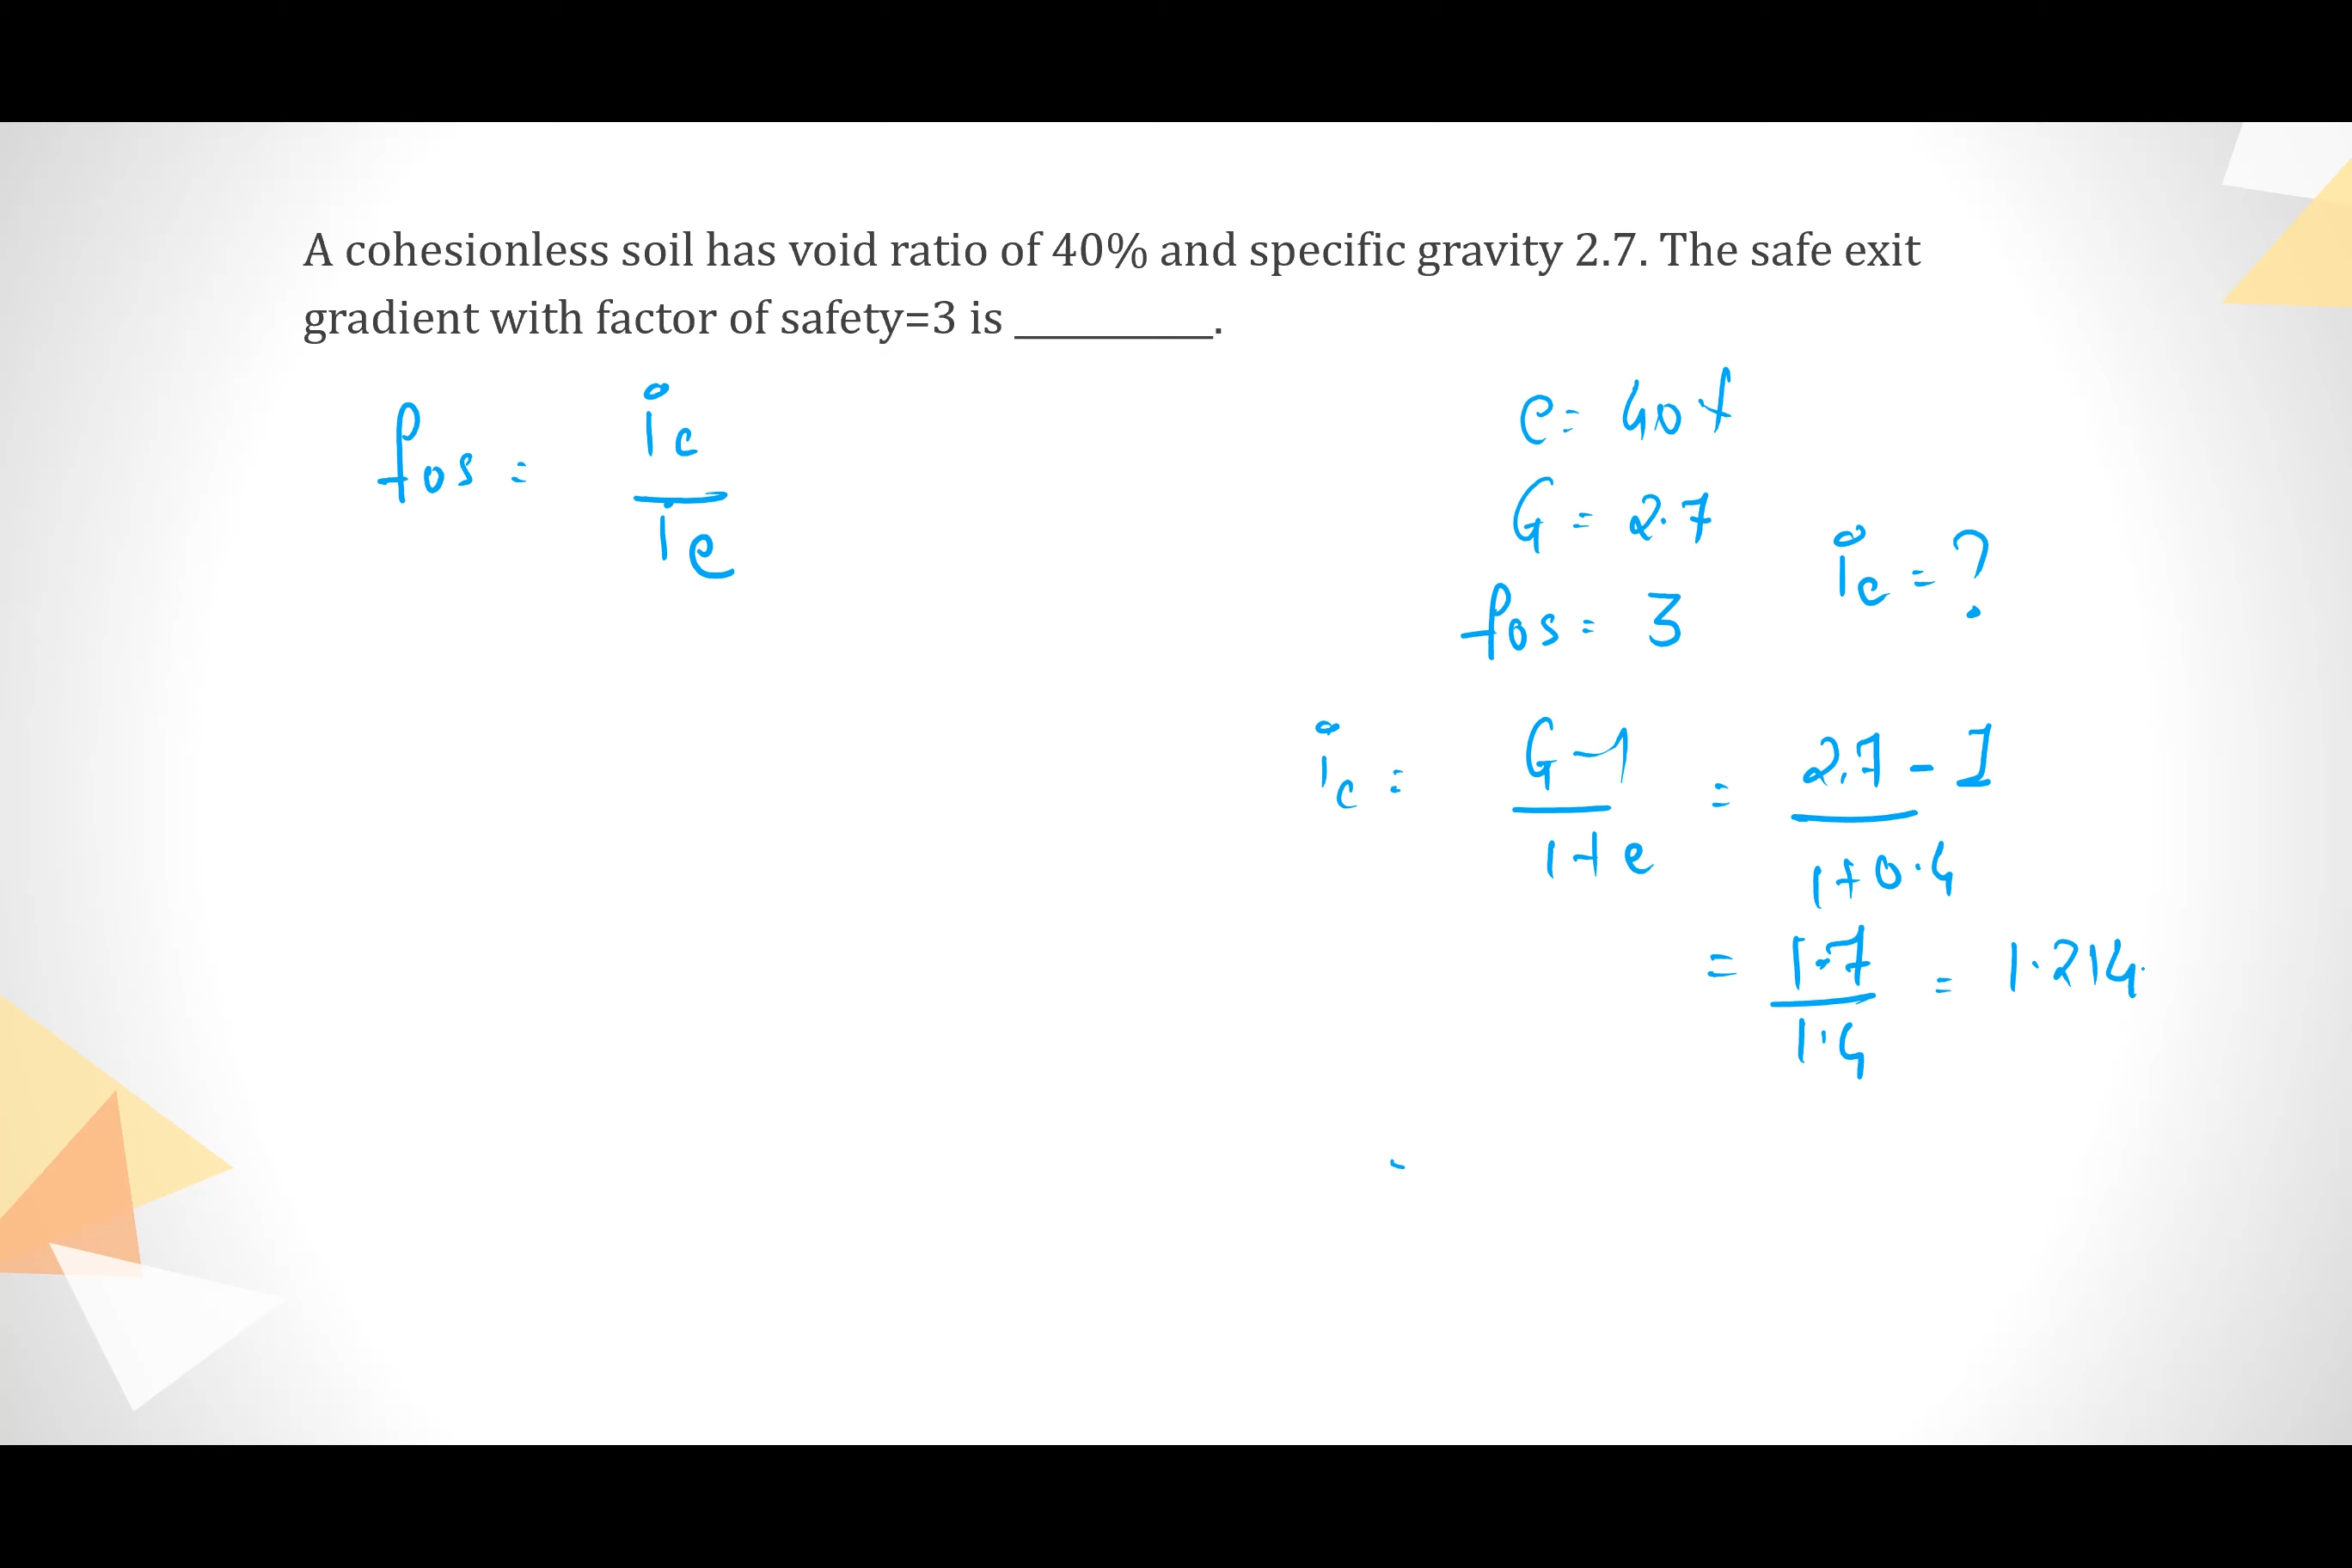 A cohesionless soil has void ratio of 40% and specific gravity 2.7. The safe exit
gradient with factor of safety=3 is __________.
fos = ic / ie
e = 40%
G = 2.7
ie = ?
fos = 3
ic = G-1 / 1+e = 2.7 - 1 / 1+0.4
= 1.7 / 1.4 = 1.214